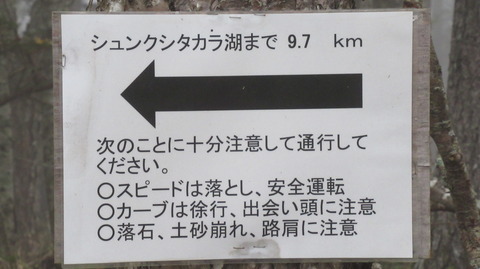 シュンクシタカラ湖まで 9.7 km
次のことに十分注意して通行して
ください。
○スピードは落とし、安全運転
○カーブは徐行、出会い頭に注意
○落石、土砂崩れ、路肩に注意